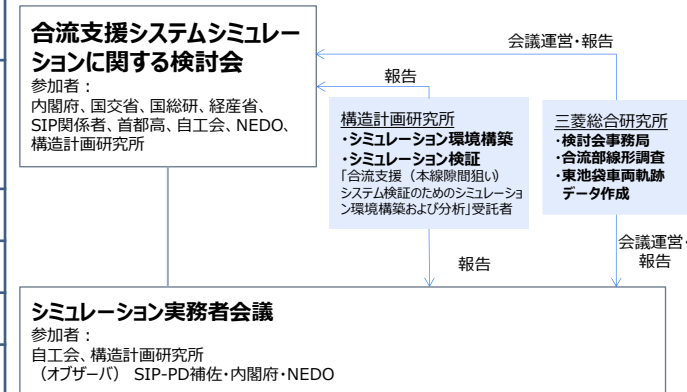 合流支援システムシミュレー
ションに関する検討会
参加者：
内閣府、国交省、国総研、経産省、
SIP関係者、首都高、自工会、NEDO、
構造計画研究所
会議運営・報告
報告
構造計画研究所
・シミュレーション環境構築
・シミュレーション検証
「合流支援（本線隙間狙い）
システム検証のためのシミュレーショ
ン環境構築および分析」受託者
三菱総合研究所
・検討会事務局
・合流部線形調査
・東池袋車両軌跡
データ作成
報告
会議運営・
報告
シミュレーション実務者会議
参加者：
自工会、構造計画研究所
（オブザーバ） SIP-PD補佐・内閣府・NEDO